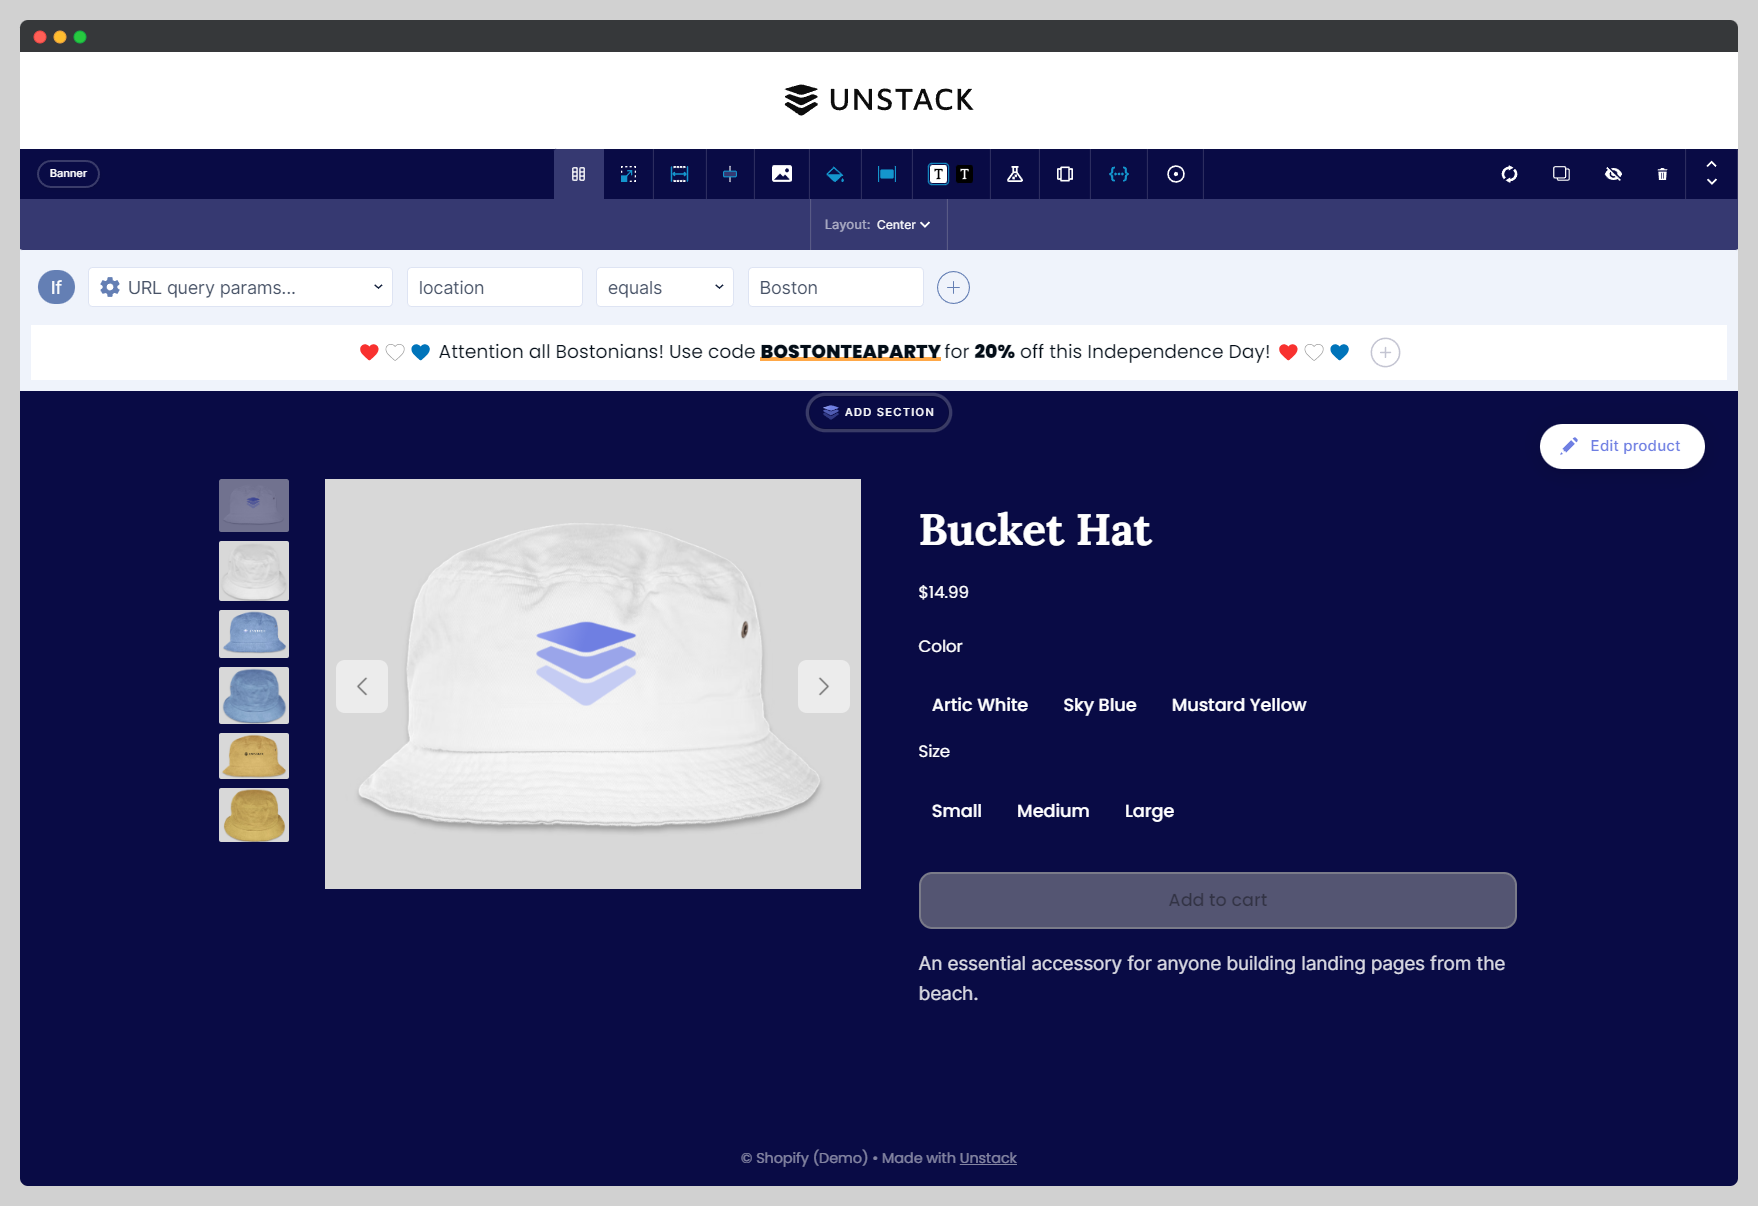 UNSTACK
Banner
T T
Layout: Center
If URL query params... location equals Boston
Attention all Bostonians! Use code BOSTONTEAPARTY for 20% off this Independence Day!
ADD SECTION
Edit product
Bucket Hat
$14.99
Color
Artic White Sky Blue Mustard Yellow
Size
Small Medium Large
Add to cart
An essential accessory for anyone building landing pages from the
beach.
UNSTACK
© Shopify (Demo) • Made with Unstack